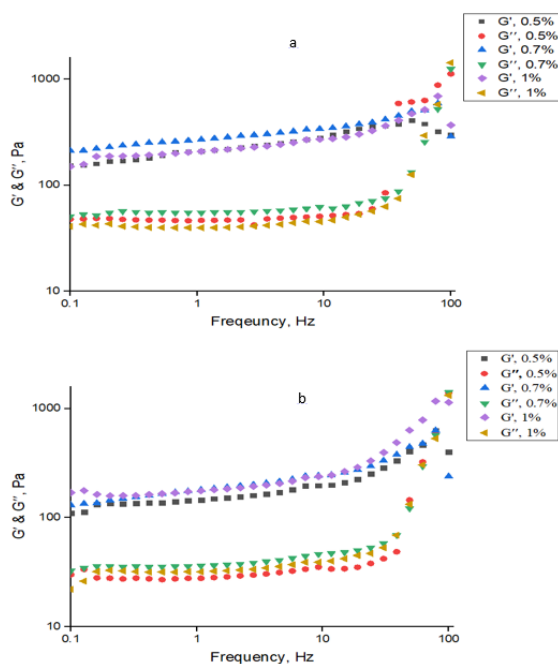 a
G', 0.5%
G'', 0.5%
G', 0.7%
G'', 0.7%
G', 1%
G'', 1%
1000
100
10
G' & G'', Pa
0.1
1
10
100
Freqeuncy, Hz
b
G', 0.5%
G'', 0.5%
G', 0.7%
G'', 0.7%
G', 1%
G'', 1%
1000
100
10
G' & G'', Pa
0.1
1
10
100
Frequency, Hz